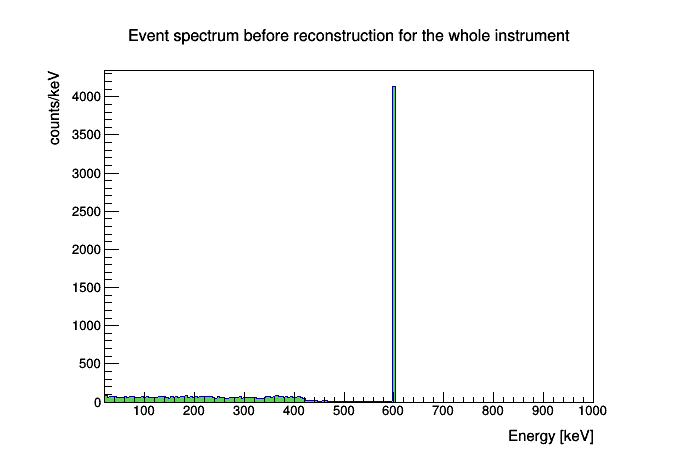 Event spectrum before reconstruction for the whole instrument
counts/keV
4000
3500
3000
2500
2000
1500
1000
500
0
100 200 300 400 500 600 700 800 900 1000
Energy [keV]